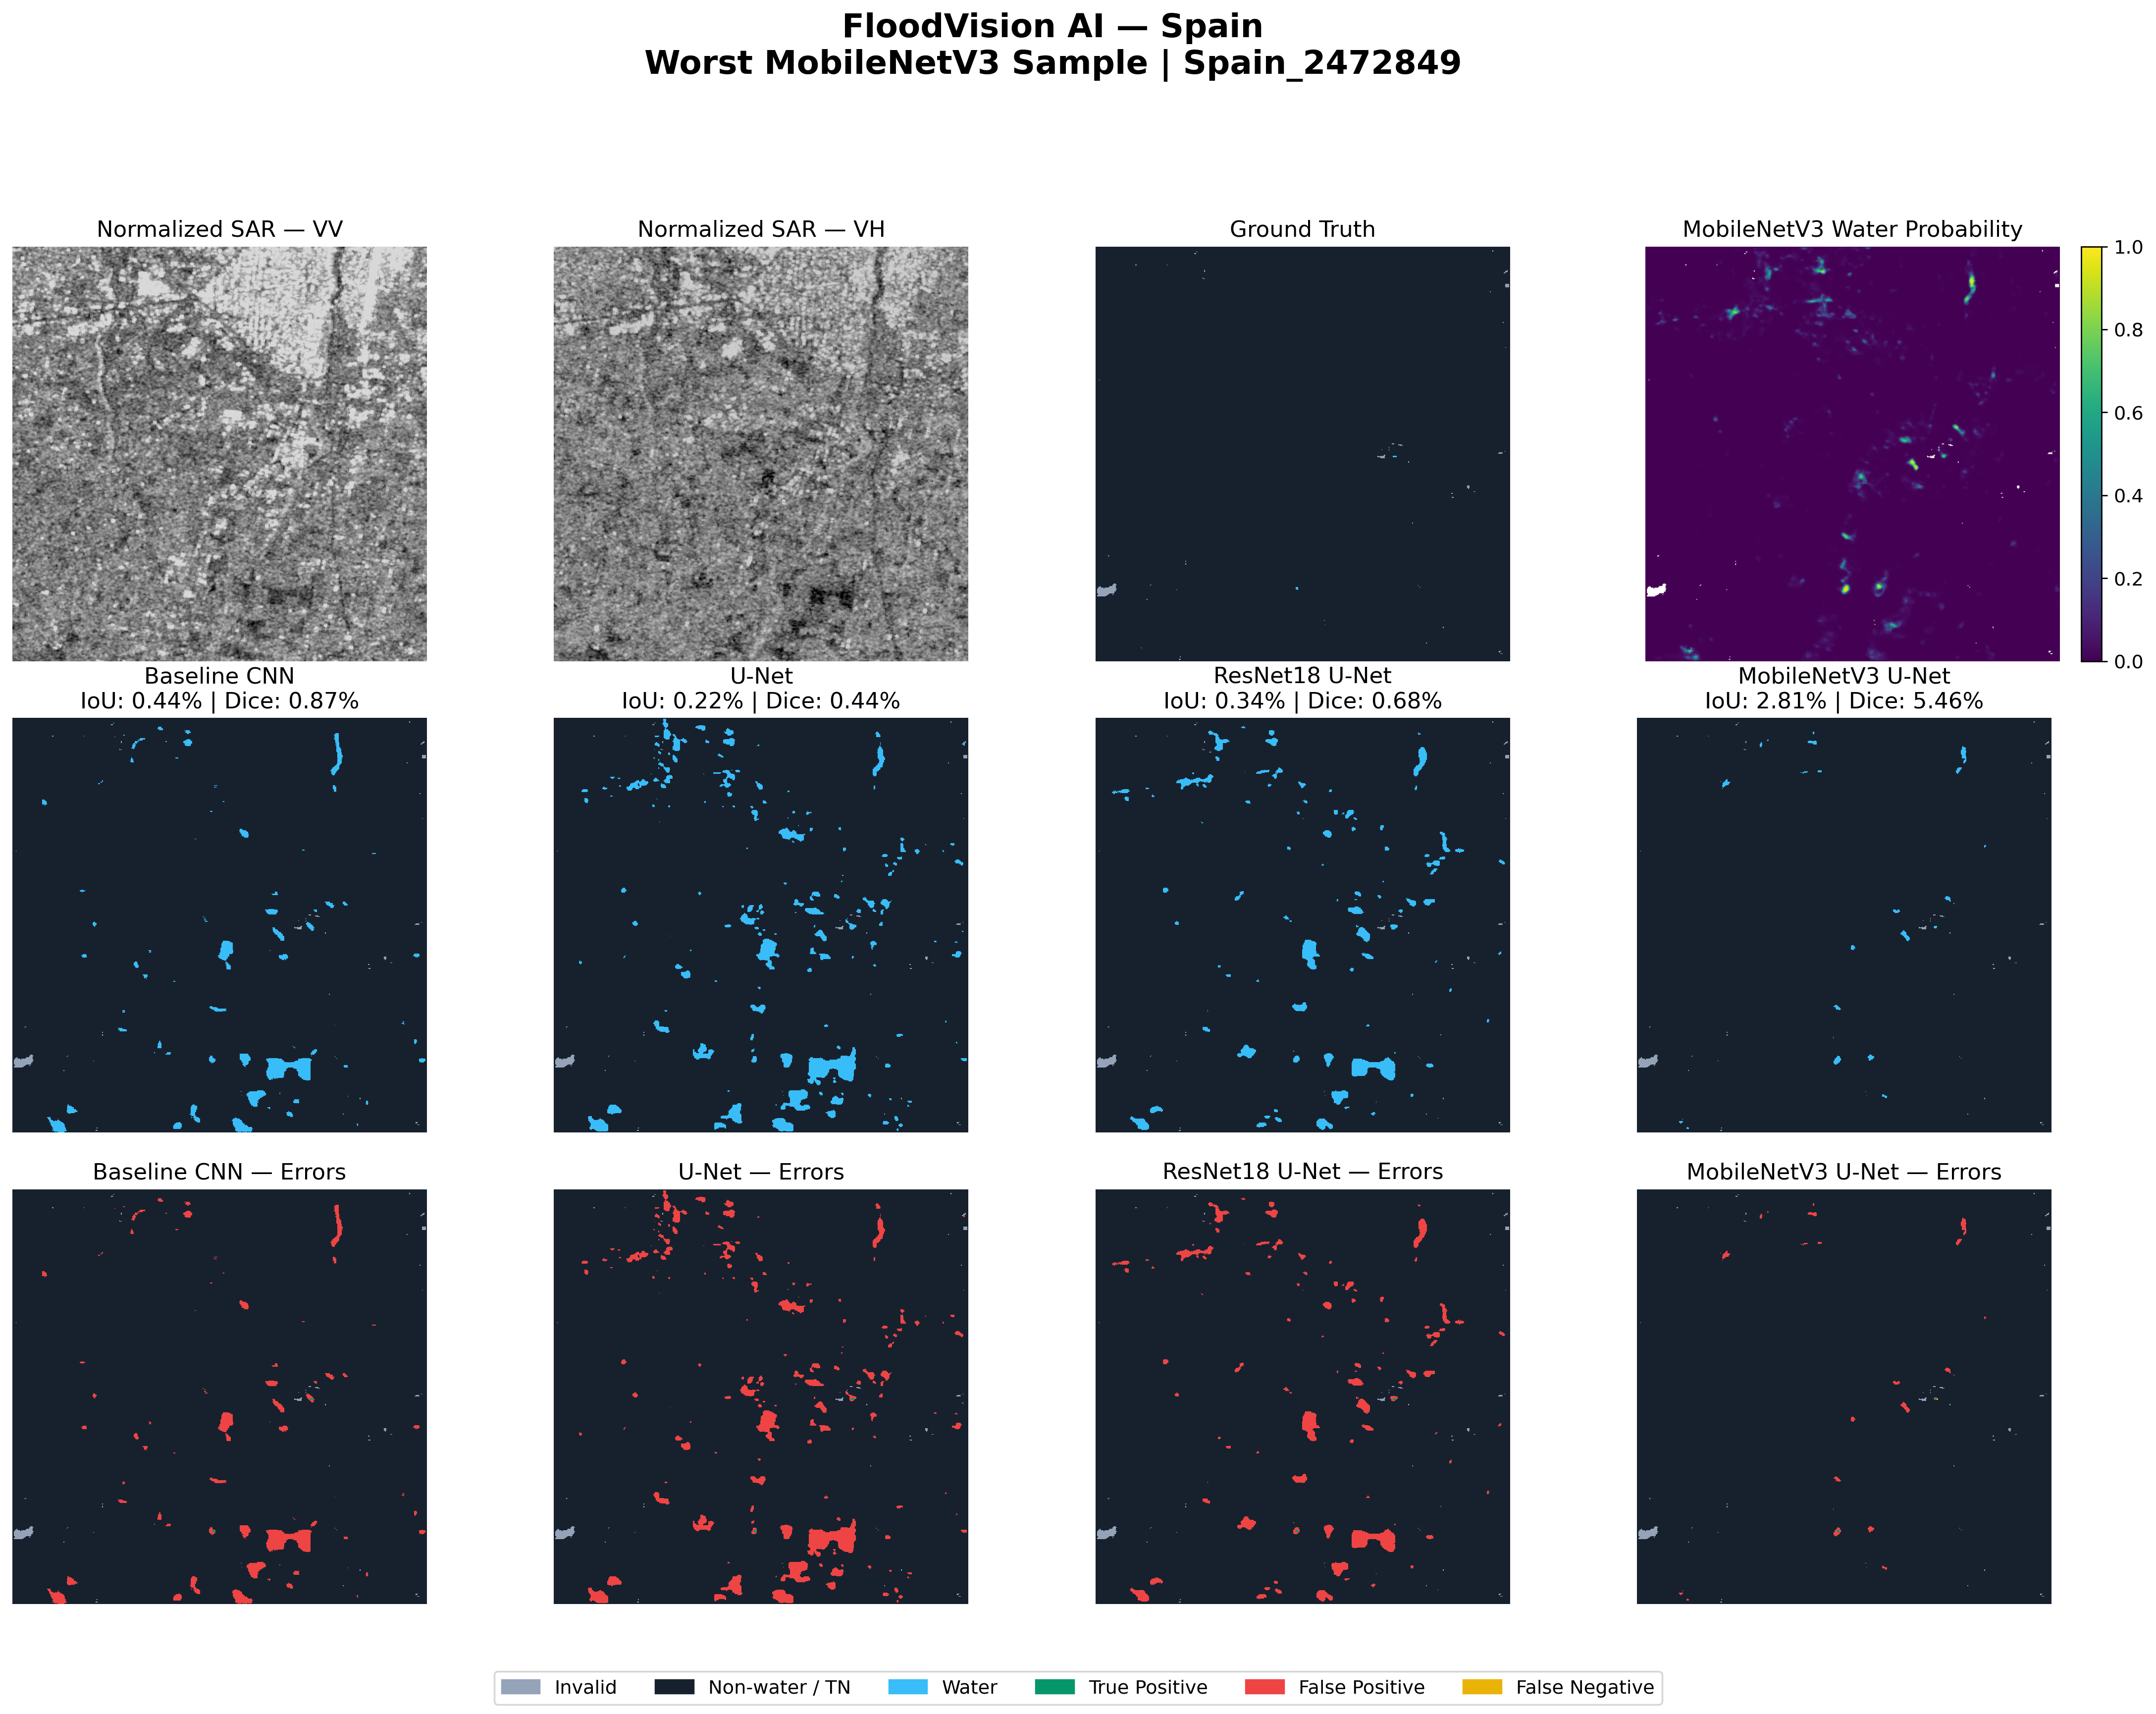 FloodVision AI — Spain
Worst MobileNetV3 Sample | Spain_2472849
Normalized SAR — VV
Normalized SAR — VH
Ground Truth
MobileNetV3 Water Probability
1.0
0.8
0.6
0.4
0.2
0.0
Baseline CNN
IoU: 0.44% | Dice: 0.87%
U-Net
IoU: 0.22% | Dice: 0.44%
ResNet18 U-Net
IoU: 0.34% | Dice: 0.68%
MobileNetV3 U-Net
IoU: 2.81% | Dice: 5.46%
Baseline CNN — Errors
U-Net — Errors
ResNet18 U-Net — Errors
MobileNetV3 U-Net — Errors
Invalid
Non-water / TN
Water
True Positive
False Positive
False Negative